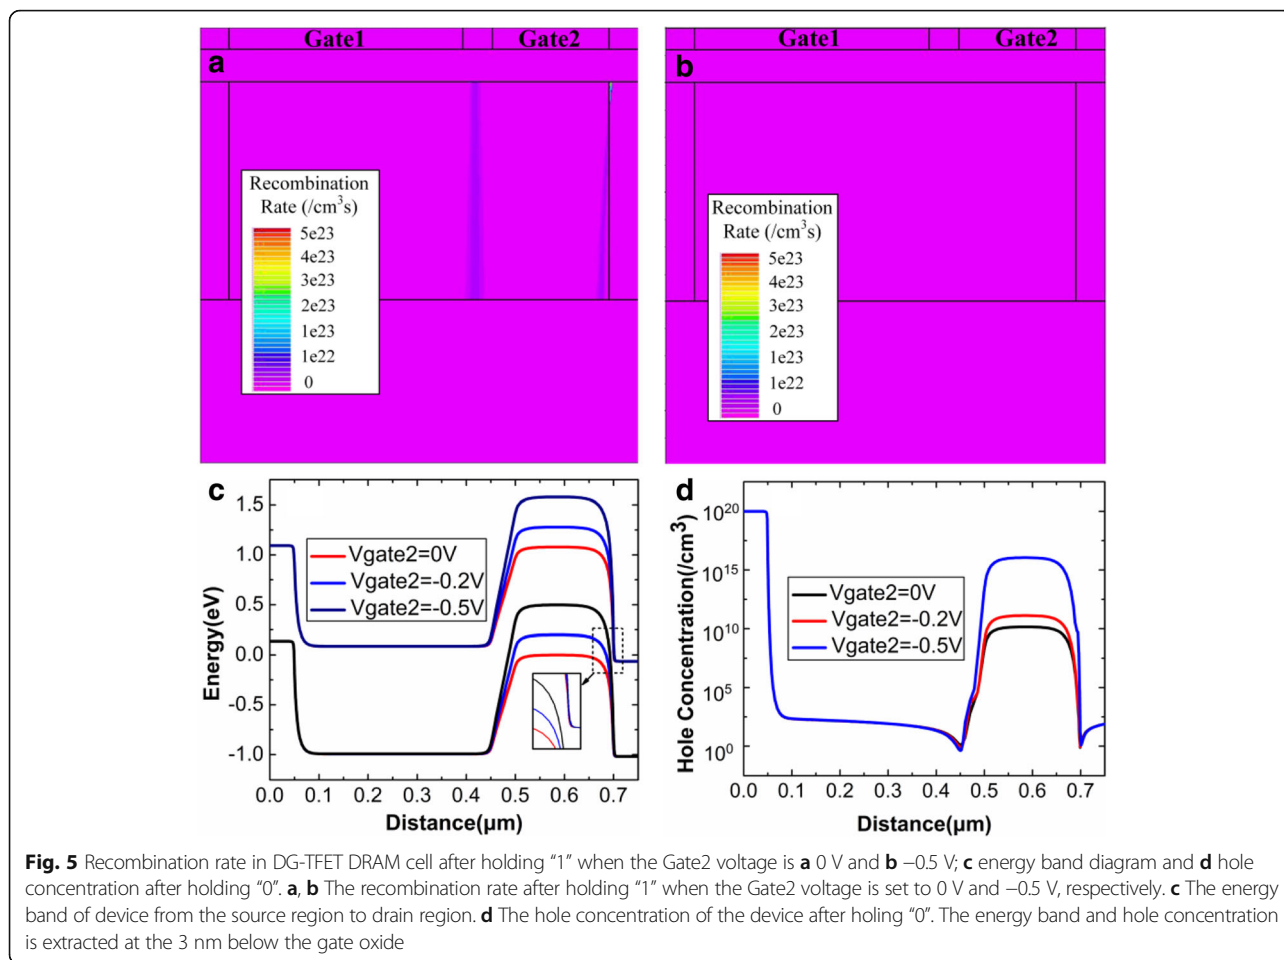 Gate1 Gate2
a
Recombination
Rate (/cm³s)
5e23
4e23
3e23
2e23
1e23
1e22
0
Gate1 Gate2
b
Recombination
Rate (/cm³s)
5e23
4e23
3e23
2e23
1e23
1e22
0
c
Energy(eV)
1.5
1.0
0.5
0.0
-0.5
-1.0
Vgate2=0V
Vgate2=-0.2V
Vgate2=-0.5V
0.0 0.1 0.2 0.3 0.4 0.5 0.6 0.7
Distance(μm)
d
Hole Concentration(/cm³)
10²⁰
10¹⁵
10¹⁰
10⁵
10⁰
Vgate2=0V
Vgate2=-0.2V
Vgate2=-0.5V
0.0 0.1 0.2 0.3 0.4 0.5 0.6 0.7
Distance(μm)
Fig. 5 Recombination rate in DG-TFET DRAM cell after holding “1” when the Gate2 voltage is a 0 V and b −0.5 V; c energy band diagram and d hole
concentration after holding “0”. a, b The recombination rate after holding “1” when the Gate2 voltage is set to 0 V and −0.5 V, respectively. c The energy
band of device from the source region to drain region. d The hole concentration of the device after holing “0”. The energy band and hole concentration
is extracted at the 3 nm below the gate oxide